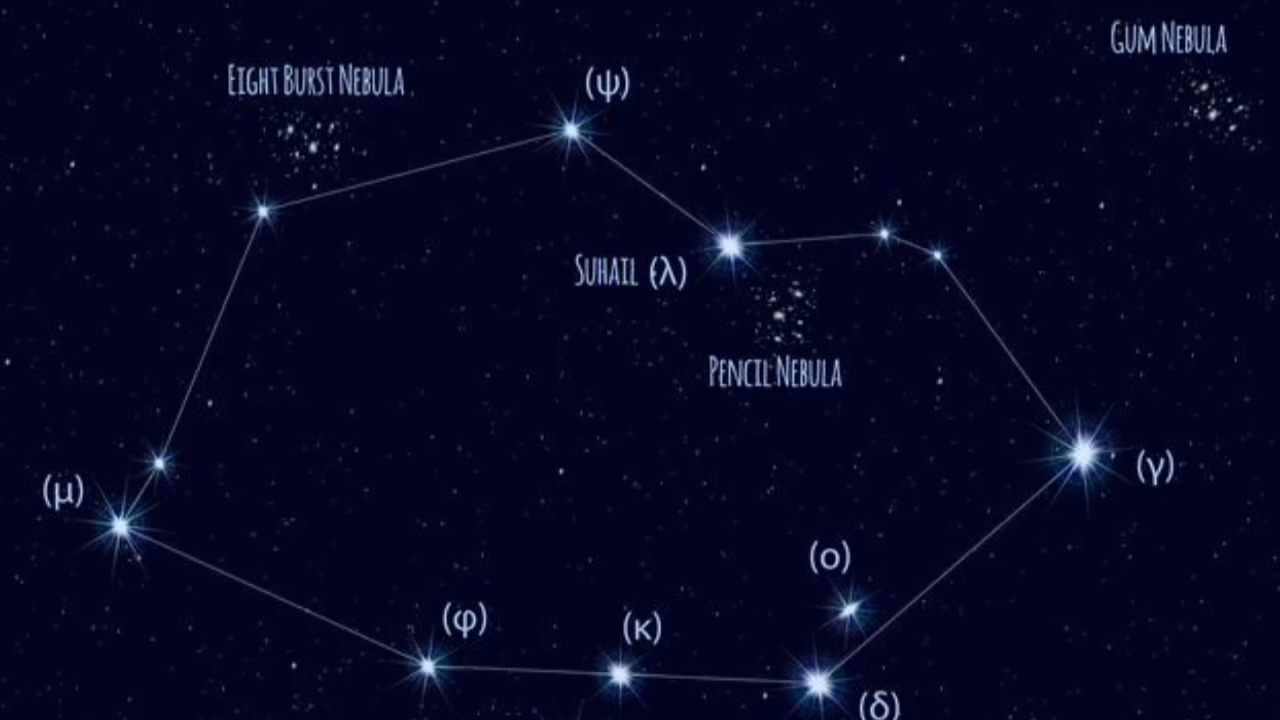 Gum Nebula
Eight Burst Nebula
(ψ)
Suhail (λ)
Pencil Nebula
(γ)
(μ)
(ο)
(φ)
(κ)
(δ)